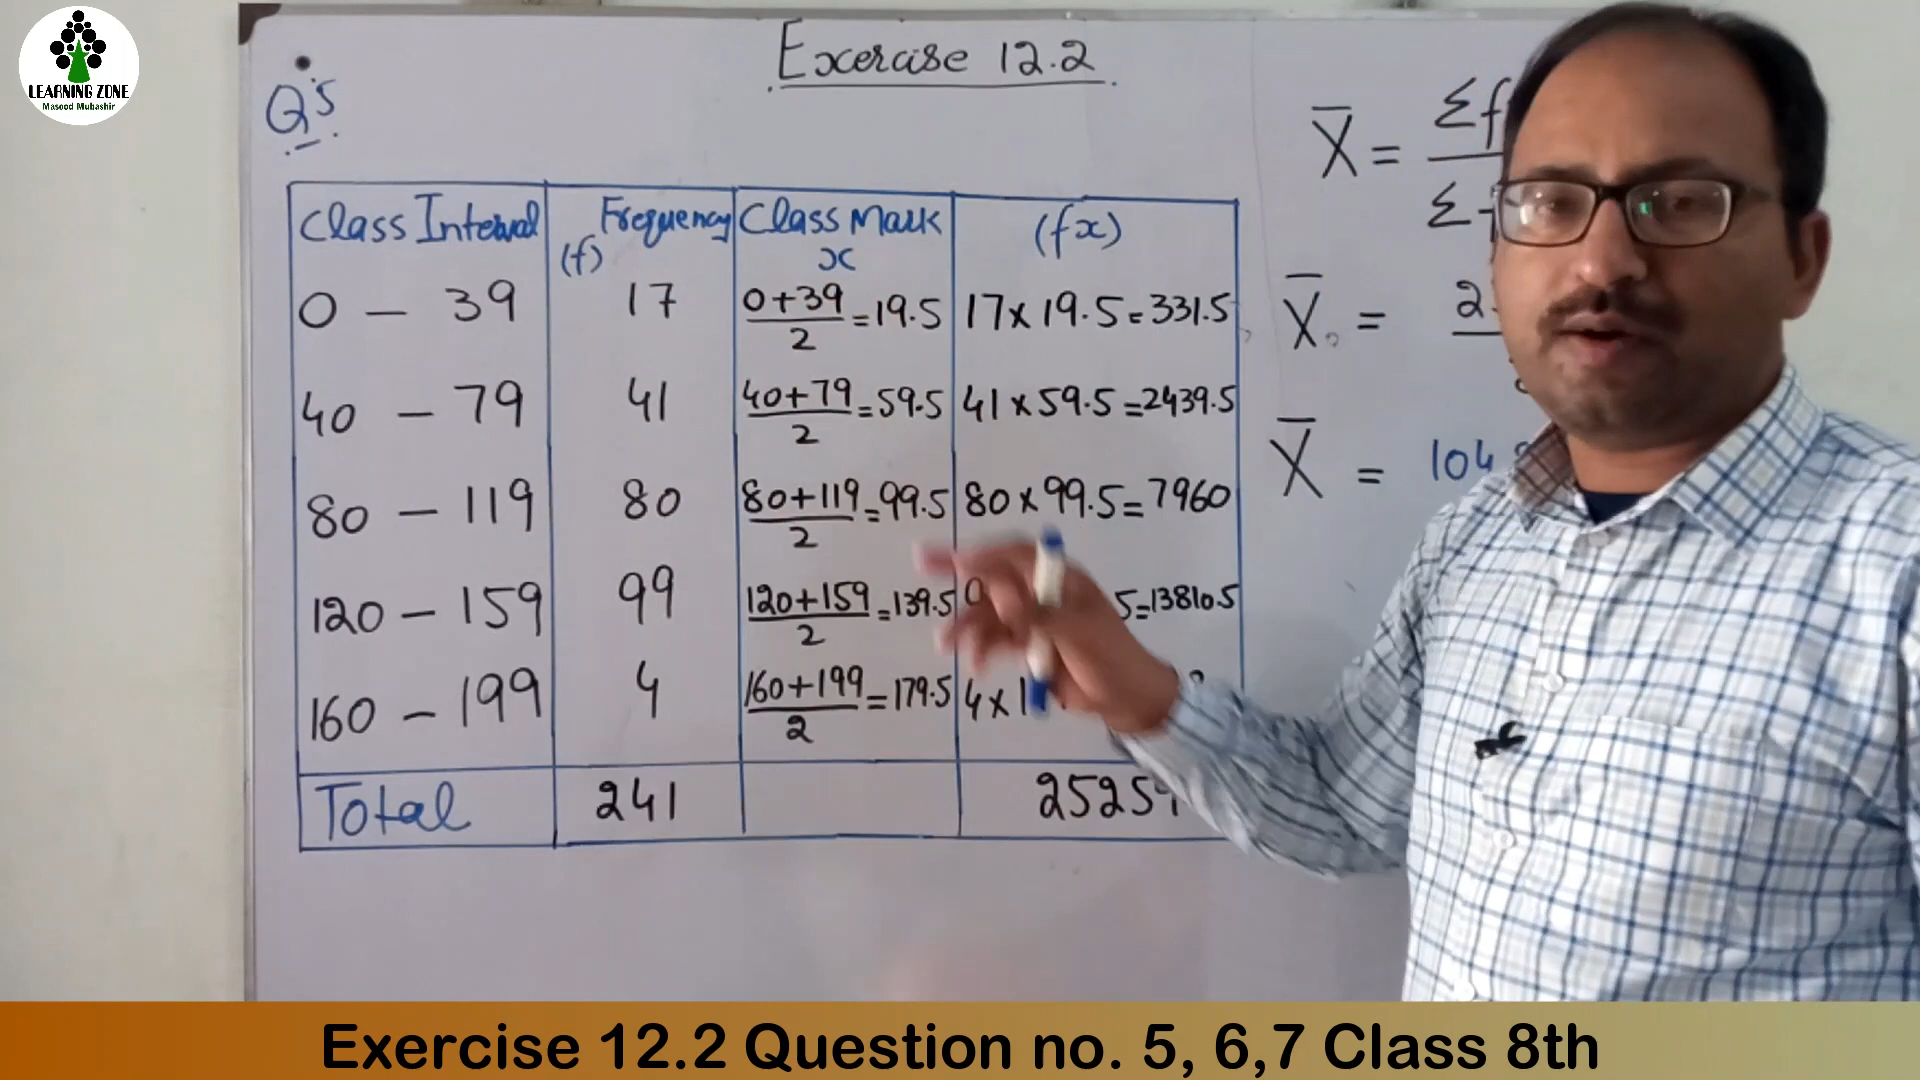 LEARNING ZONE
Masood Mubashir
Exercise 12.2
Q5
Class Interval Frequency (f) Class Mark x (fx)
0 – 39 17 0+39/2 = 19.5 17 × 19.5 = 331.5
40 – 79 41 40+79/2 = 59.5 41 × 59.5 = 2439.5
80 – 119 80 80+119/2 = 99.5 80 × 99.5 = 7960
120 – 159 99 120+159/2 = 139.5 5 = 13810.5
160 – 199 4 160+199/2 = 179.5 4 × 1
Total 241 2525
X̄ = Σf / Σ
X̄ = 2
X̄ = 104
Exercise 12.2 Question no. 5, 6,7 Class 8th